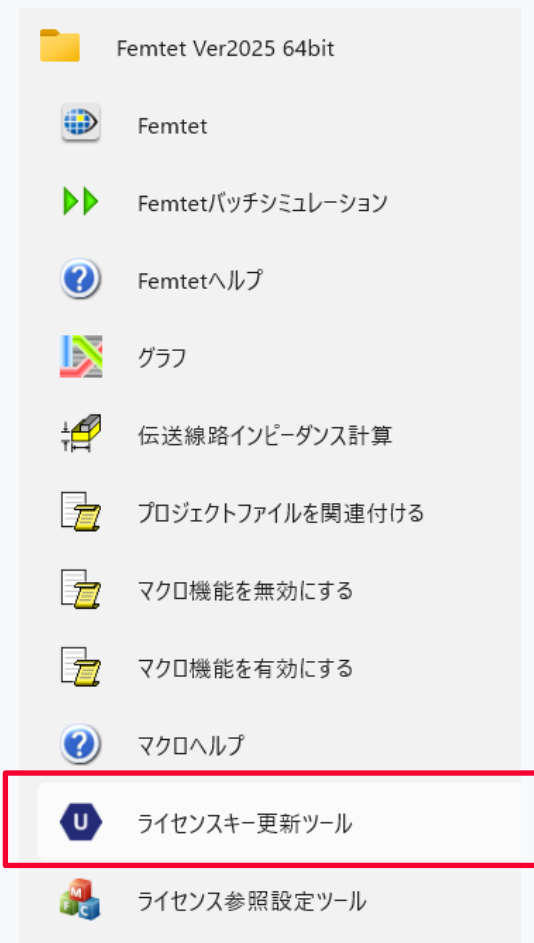 Femtet Ver2025 64bit
Femtet
Femtetバッチシミュレーション
Femtetヘルプ
グラフ
伝送線路インピーダンス計算
プロジェクトファイルを関連付ける
マクロ機能を無効にする
マクロ機能を有効にする
マクロヘルプ
U ライセンスキー更新ツール
M F C ライセンス参照設定ツール